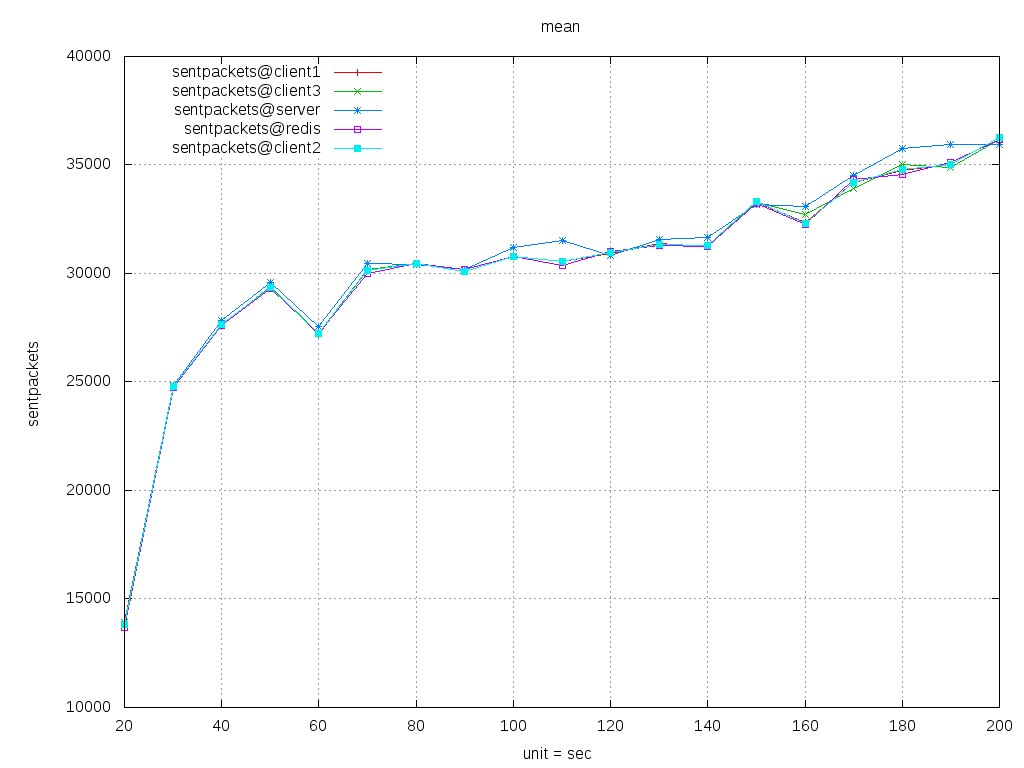 mean
40000
35000
30000
25000
20000
15000
10000
sentpackets
sentpackets@client1
sentpackets@client3
sentpackets@server
sentpackets@redis
sentpackets@client2
20 40 60 80 100 120 140 160 180 200
unit = sec